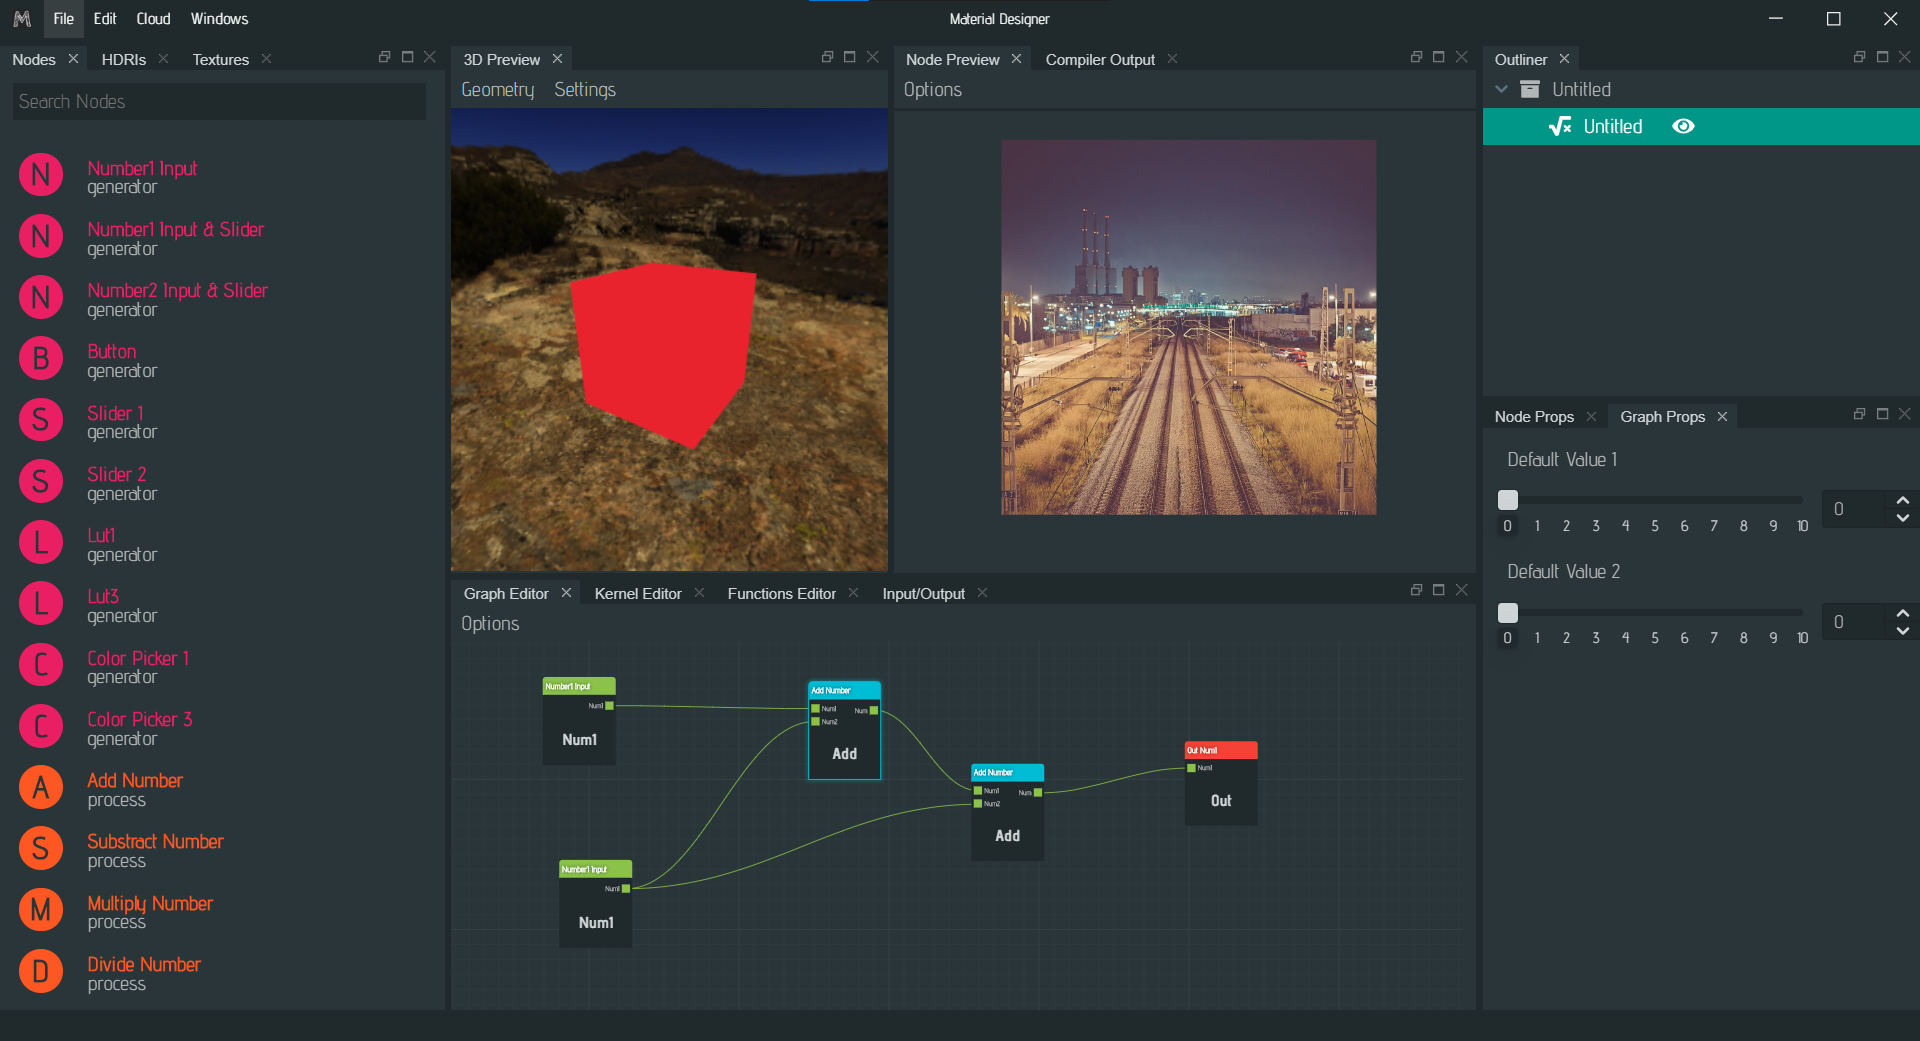 M File Edit Cloud Windows Material Designer
Nodes HDRIs Textures
Search Nodes
N Number1 Input
generator
N Number1 Input & Slider
generator
N Number2 Input & Slider
generator
B Button
generator
S Slider 1
generator
S Slider 2
generator
L Lut1
generator
L Lut3
generator
C Color Picker 1
generator
C Color Picker 3
generator
A Add Number
process
S Substract Number
process
M Multiply Number
process
D Divide Number
process
3D Preview
Geometry Settings
Node Preview Compiler Output
Options
Graph Editor Kernel Editor Functions Editor Input/Output
Options
Number1 Input
Num1
Num1
Add Number
Num1 Num
Num2
Add
Add Number
Num1 Num
Num2
Add
Out Num1
Num1
Out
Number1 Input
Num1
Num1
Outliner
Untitled
Untitled
Node Props Graph Props
Default Value 1
0
0 1 2 3 4 5 6 7 8 9 10
Default Value 2
0
0 1 2 3 4 5 6 7 8 9 10